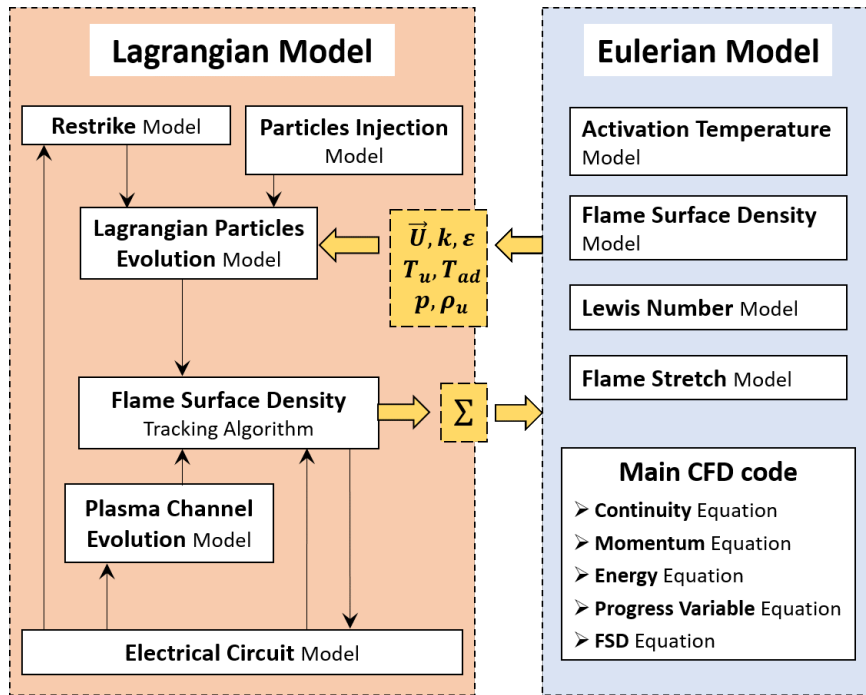 Lagrangian Model
Restrike Model
Particles Injection
Model
Lagrangian Particles
Evolution Model
Flame Surface Density
Tracking Algorithm
Plasma Channel
Evolution Model
Electrical Circuit Model
U⃗, k, ε
Tᵤ, T_ad
p, ρᵤ
Σ
Eulerian Model
Activation Temperature
Model
Flame Surface Density
Model
Lewis Number Model
Flame Stretch Model
Main CFD code
➢ Continuity Equation
➢ Momentum Equation
➢ Energy Equation
➢ Progress Variable Equation
➢ FSD Equation